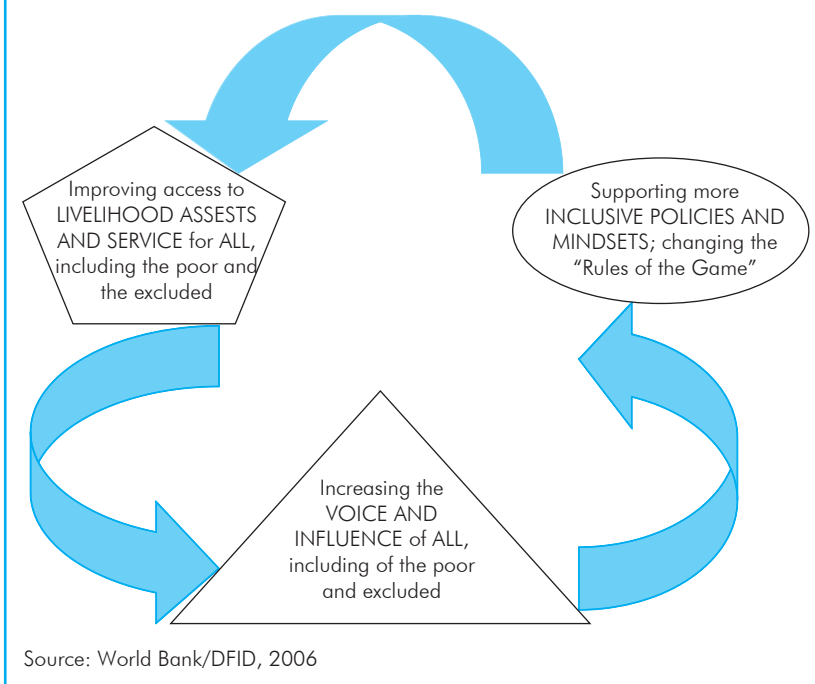 Improving access to
LIVELIHOOD ASSESTS
AND SERVICE for ALL,
including the poor and
the excluded
Supporting more
INCLUSIVE POLICIES AND
MINDSETS; changing the
“Rules of the Game”
Increasing the
VOICE AND
INFLUENCE of ALL,
including of the poor
and excluded
Source: World Bank/DFID, 2006